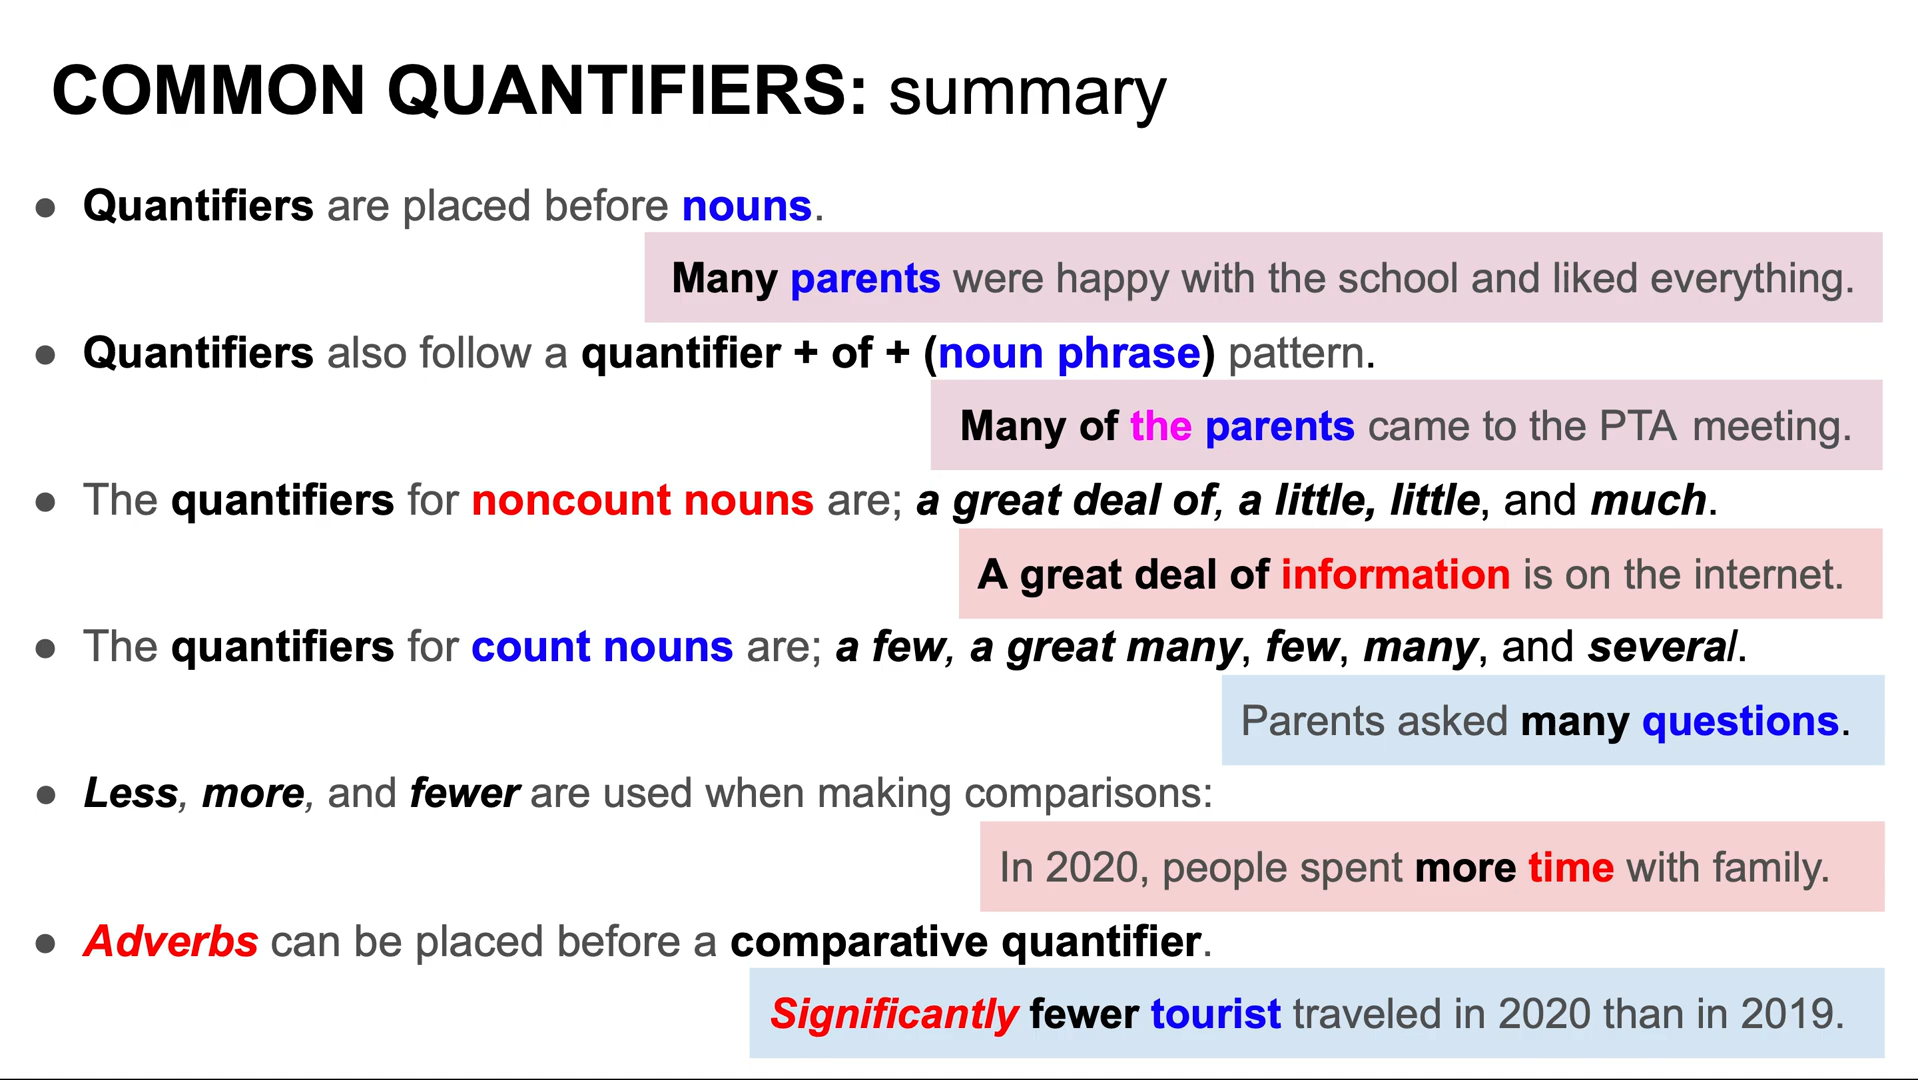 COMMON QUANTIFIERS: summary
● Quantifiers are placed before nouns.
Many parents were happy with the school and liked everything.
● Quantifiers also follow a quantifier + of + (noun phrase) pattern.
Many of the parents came to the PTA meeting.
● The quantifiers for noncount nouns are; a great deal of, a little, little, and much.
A great deal of information is on the internet.
● The quantifiers for count nouns are; a few, a great many, few, many, and several.
Parents asked many questions.
● Less, more, and fewer are used when making comparisons:
In 2020, people spent more time with family.
● Adverbs can be placed before a comparative quantifier.
Significantly fewer tourist traveled in 2020 than in 2019.